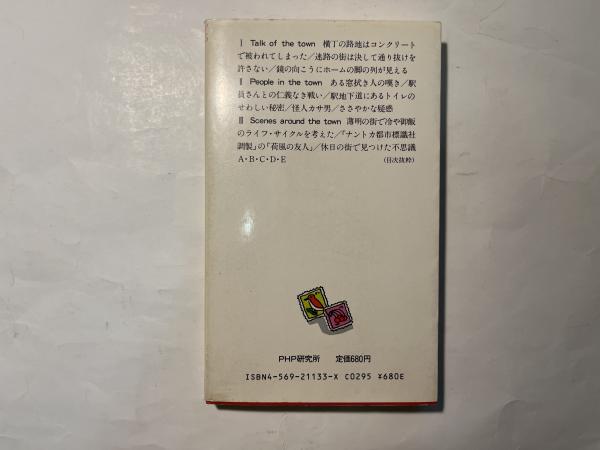 Ⅰ Talk of the town 横丁の路地はコンクリート
で被われてしまった/迷路の街は決して通り抜けを
許さない/鏡の向こうにホームの脚の列が見える
Ⅱ People in the town ある窓拭き人の嘆き/駅
員さんとの仁義なき戦い/駅地下道にあるトイレの
せわしい秘密/怪人カサ男/ささやかな疑惑
Ⅲ Scenes around the town 薄明の街で冷や御飯
のライフ・サイクルを考えた/「ナントカ都市標識社
調製」の「荷風の友人」/休日の街で見つけた不思議
A・B・C・D・E (目次抜粋)
PHP研究所 定価680円
ISBN4-569-21133-X C0295 ¥680E